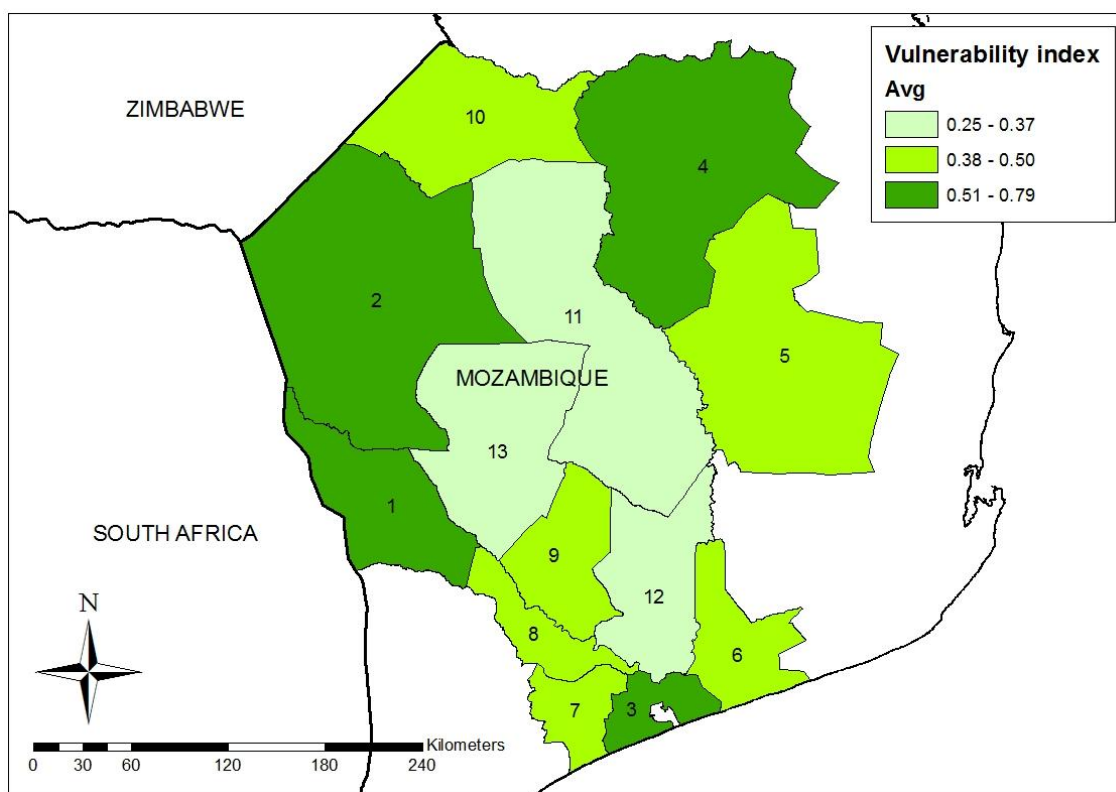 Vulnerability index
Avg
0.25 - 0.37
0.38 - 0.50
0.51 - 0.79
ZIMBABWE
10
4
2
11
5
MOZAMBIQUE
13
1
SOUTH AFRICA
9
12
8
6
7
3
N
Kilometers
0 30 60 120 180 240